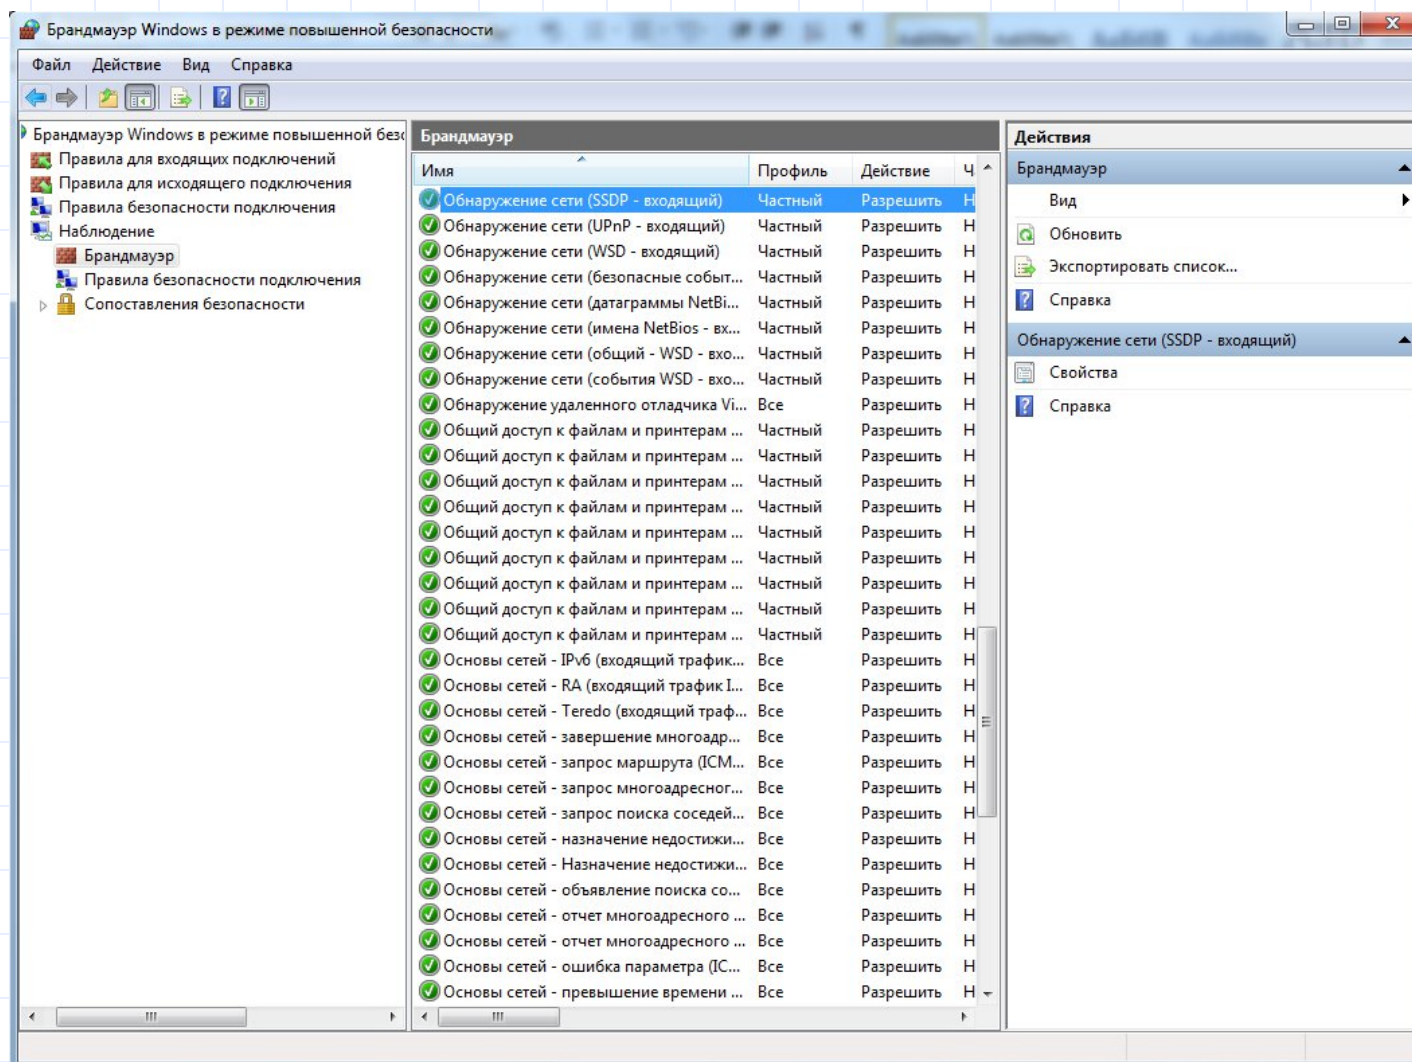 Брандмауэр Windows в режиме повышенной безопасности
Файл Действие Вид Справка
Брандмауэр Windows в режиме повышенной безо
Правила для входящих подключений
Правила для исходящего подключения
Правила безопасности подключения
Наблюдение
Брандмауэр
Правила безопасности подключения
Сопоставления безопасности
Брандмауэр
Имя Профиль Действие Ч
Обнаружение сети (SSDP - входящий) Частный Разрешить Н
Обнаружение сети (UPnP - входящий) Частный Разрешить Н
Обнаружение сети (WSD - входящий) Частный Разрешить Н
Обнаружение сети (безопасные событ... Частный Разрешить Н
Обнаружение сети (датаграммы NetBi... Частный Разрешить Н
Обнаружение сети (имена NetBios - вх... Частный Разрешить Н
Обнаружение сети (общий - WSD - вхо... Частный Разрешить Н
Обнаружение сети (события WSD - вхо... Частный Разрешить Н
Обнаружение удаленного отладчика Vi... Все Разрешить Н
Общий доступ к файлам и принтерам ... Частный Разрешить Н
Общий доступ к файлам и принтерам ... Частный Разрешить Н
Общий доступ к файлам и принтерам ... Частный Разрешить Н
Общий доступ к файлам и принтерам ... Частный Разрешить Н
Общий доступ к файлам и принтерам ... Частный Разрешить Н
Общий доступ к файлам и принтерам ... Частный Разрешить Н
Общий доступ к файлам и принтерам ... Частный Разрешить Н
Общий доступ к файлам и принтерам ... Частный Разрешить Н
Общий доступ к файлам и принтерам ... Частный Разрешить Н
Основы сетей - IPv6 (входящий трафик... Все Разрешить Н
Основы сетей - RA (входящий трафик I... Все Разрешить Н
Основы сетей - Teredo (входящий траф... Все Разрешить Н
Основы сетей - завершение многоадр... Все Разрешить Н
Основы сетей - запрос маршрута (ICM... Все Разрешить Н
Основы сетей - запрос многоадресног... Все Разрешить Н
Основы сетей - запрос поиска соседей... Все Разрешить Н
Основы сетей - назначение недостижи... Все Разрешить Н
Основы сетей - Назначение недостижи... Все Разрешить Н
Основы сетей - объявление поиска со... Все Разрешить Н
Основы сетей - отчет многоадресного ... Все Разрешить Н
Основы сетей - отчет многоадресного ... Все Разрешить Н
Основы сетей - ошибка параметра (IC... Все Разрешить Н
Основы сетей - превышение времени ... Все Разрешить Н
Действия
Брандмауэр
Вид
Обновить
Экспортировать список...
Справка
Обнаружение сети (SSDP - входящий)
Свойства
Справка